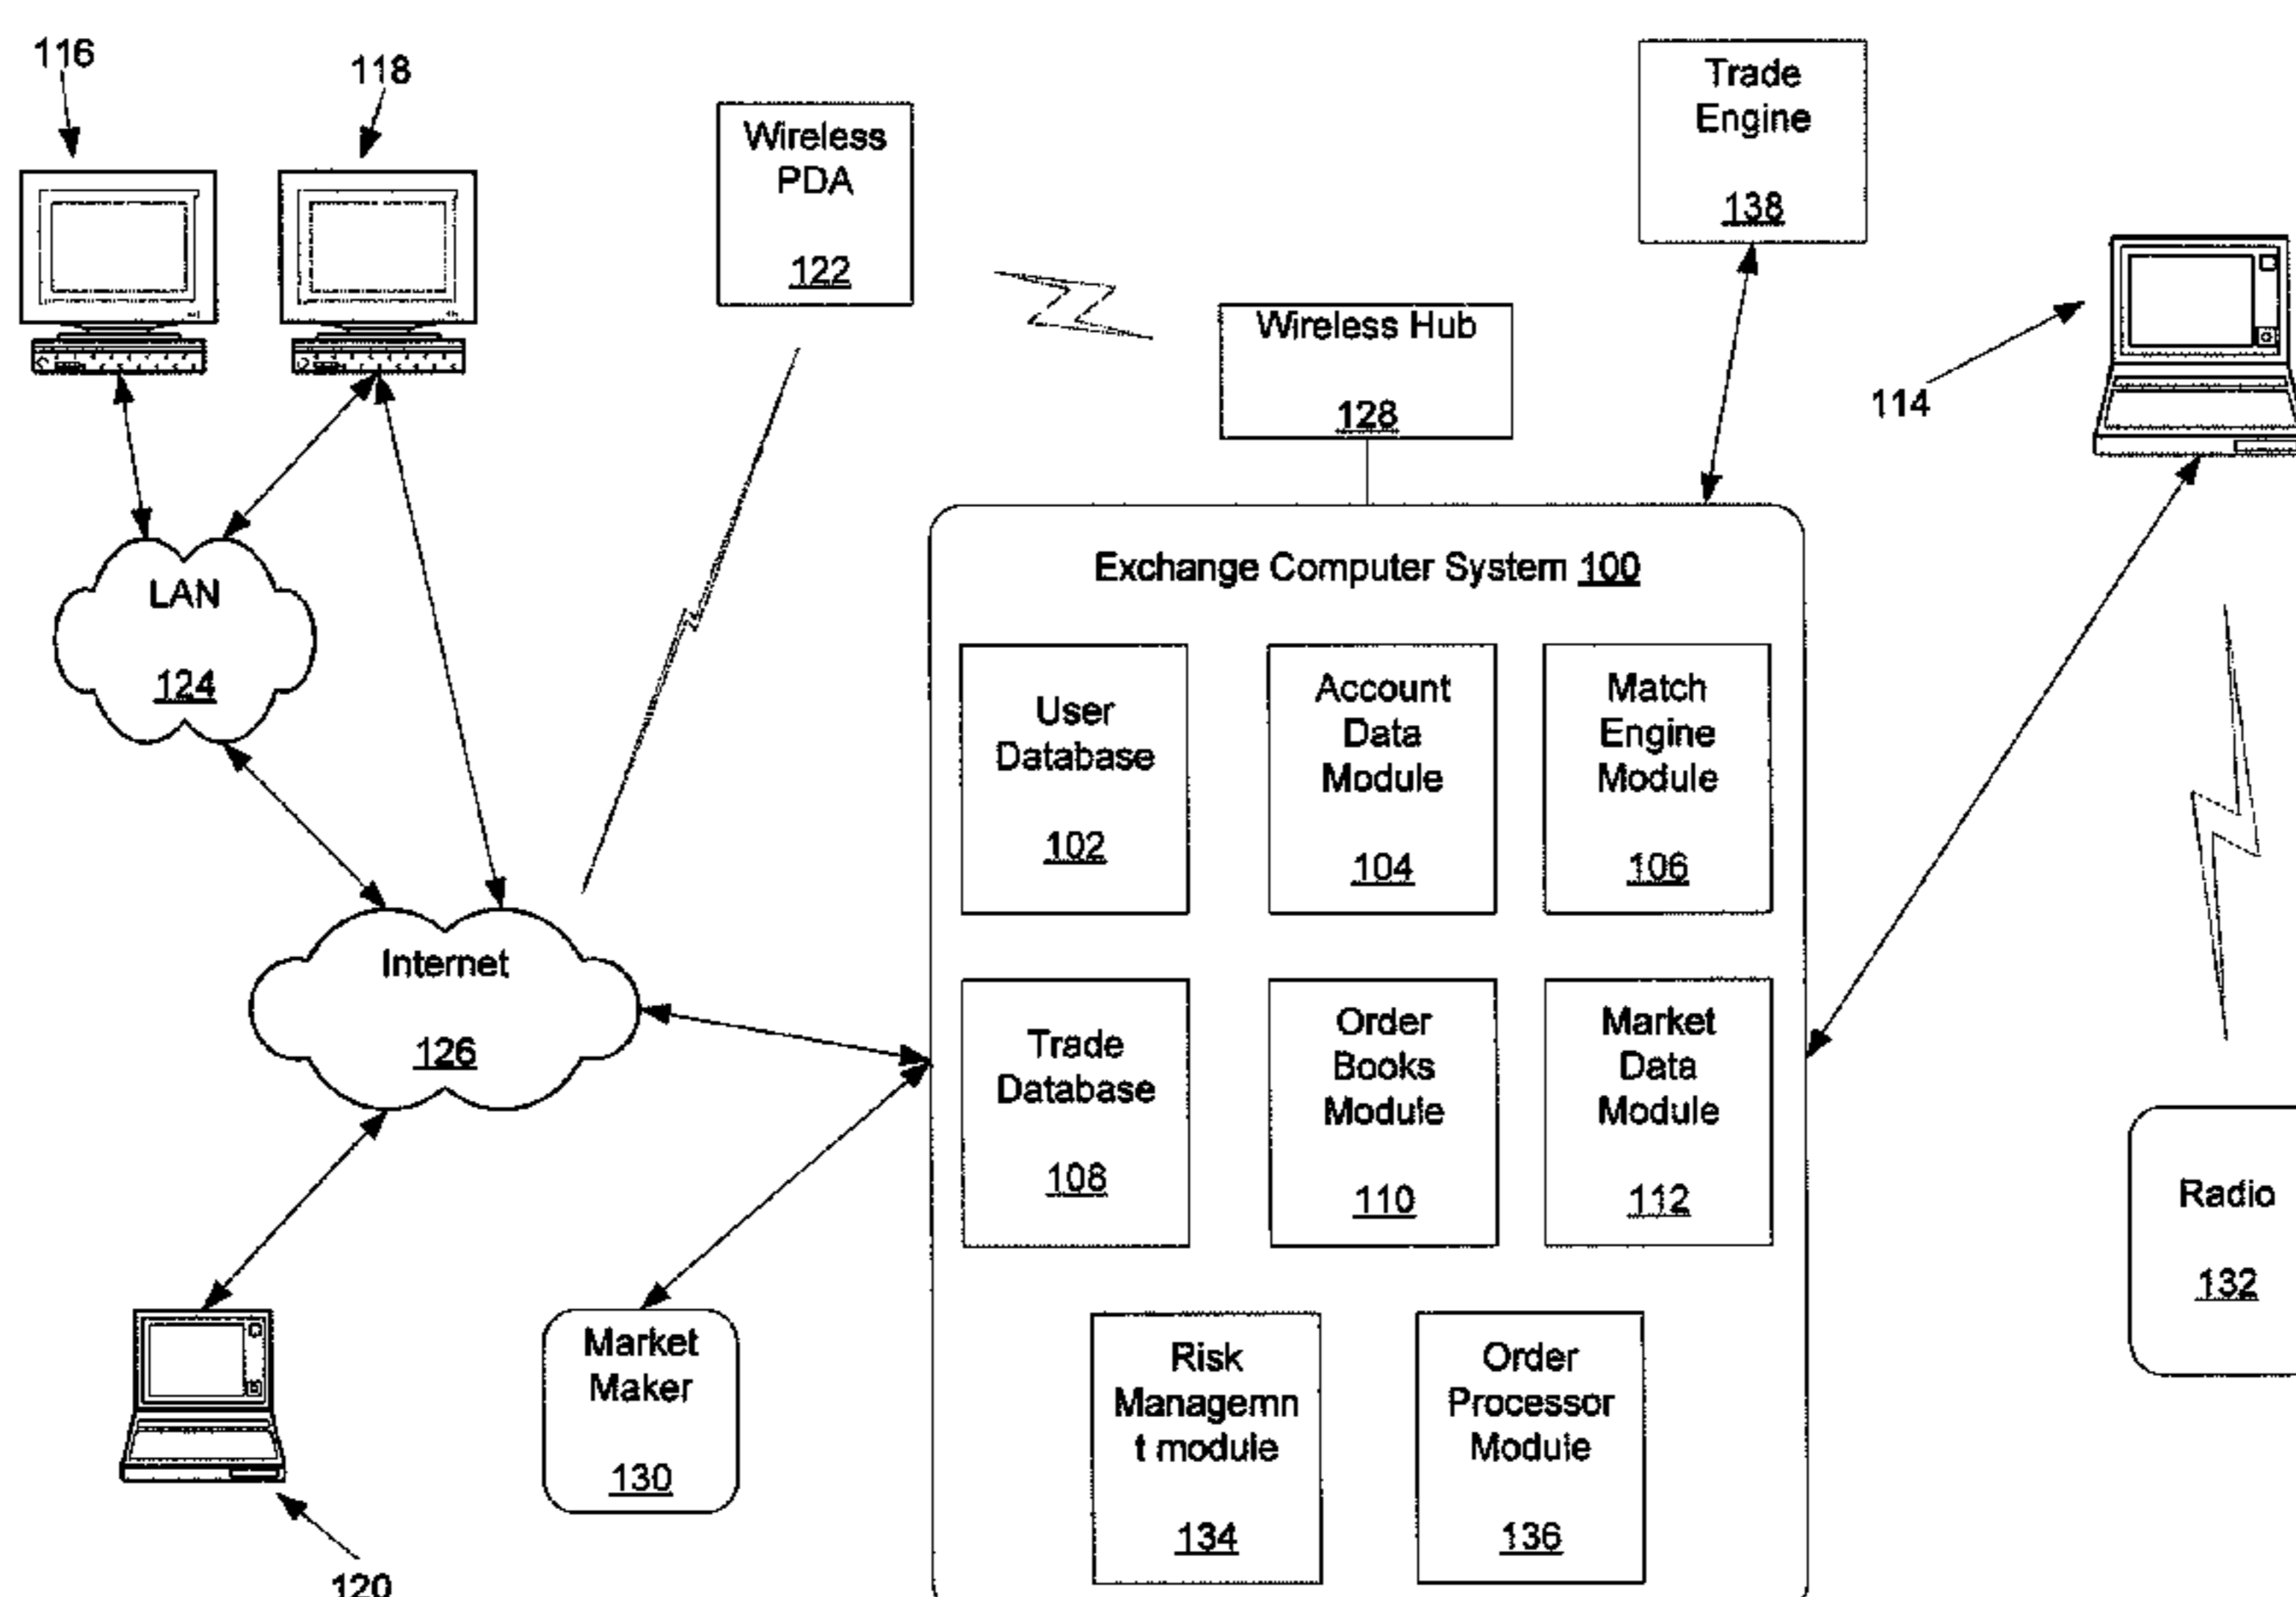 116
118
Wireless
PDA
122
Trade
Engine
138
Wireless Hub
128
114
LAN
124
Exchange Computer System 100
User
Database
102
Account
Data
Module
104
Match
Engine
Module
106
Internet
126
Trade
Database
108
Order
Books
Module
110
Market
Data
Module
112
Radio
132
Market
Maker
130
Risk
Managemn
t module
134
Order
Processor
Module
136
120